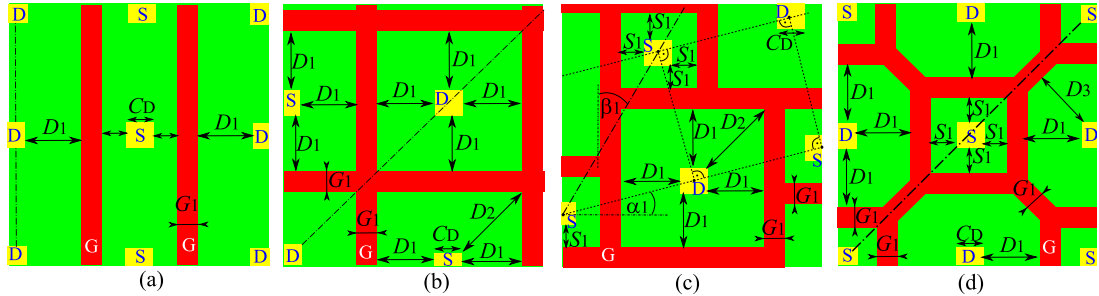 D S D
CD
D1 S D1 D
D
G1
G
D S D
(a)
D1 D1
S D1 D1 D D1
D1 D1
G1
D2
G1 CD
G D1 S D1
(b)
S1 D
S1 S CD
S1
S1
β1
D1 D2
S
D1 D D1
G1
S α1 D1
S1 G1
G
(c)
S D S
D1
D1 S1 D3
D S1 S S1 D1 D
D1 S1
G1 G1
CD
G1
S D G S
(d)